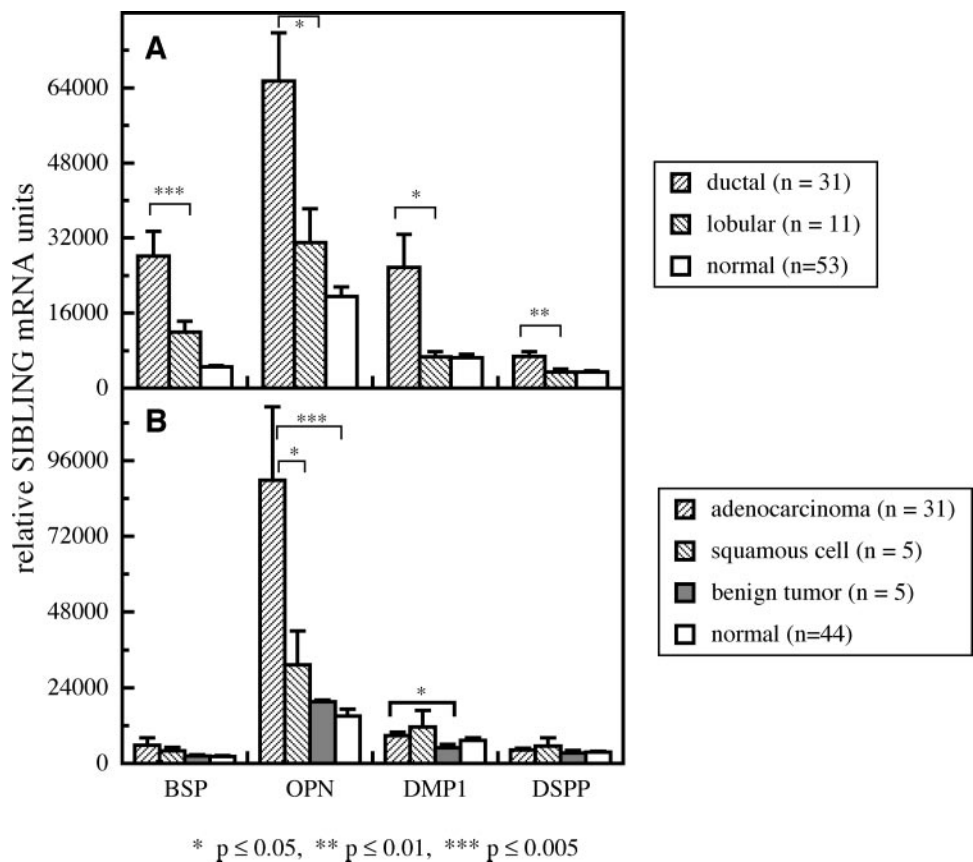 relative SIBLING mRNA units
A
64000
48000
32000
16000
0
***
*
*
**
ductal (n = 31)
lobular (n = 11)
normal (n=53)
B
96000
72000
48000
24000
0
***
*
*
adenocarcinoma (n = 31)
squamous cell (n = 5)
benign tumor (n = 5)
normal (n=44)
BSP OPN DMP1 DSPP
* p ≤ 0.05, ** p ≤ 0.01, *** p ≤ 0.005